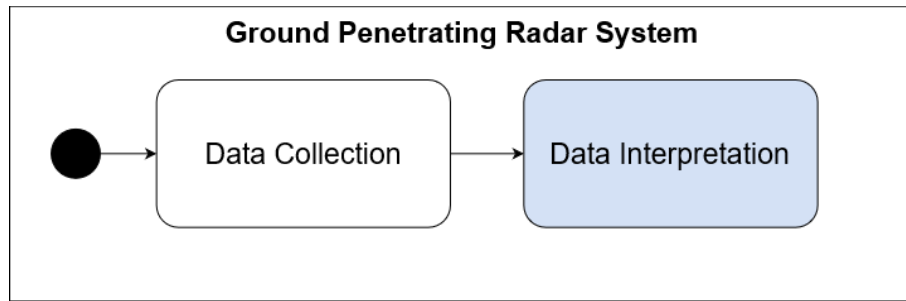 Ground Penetrating Radar System
Data Collection
Data Interpretation